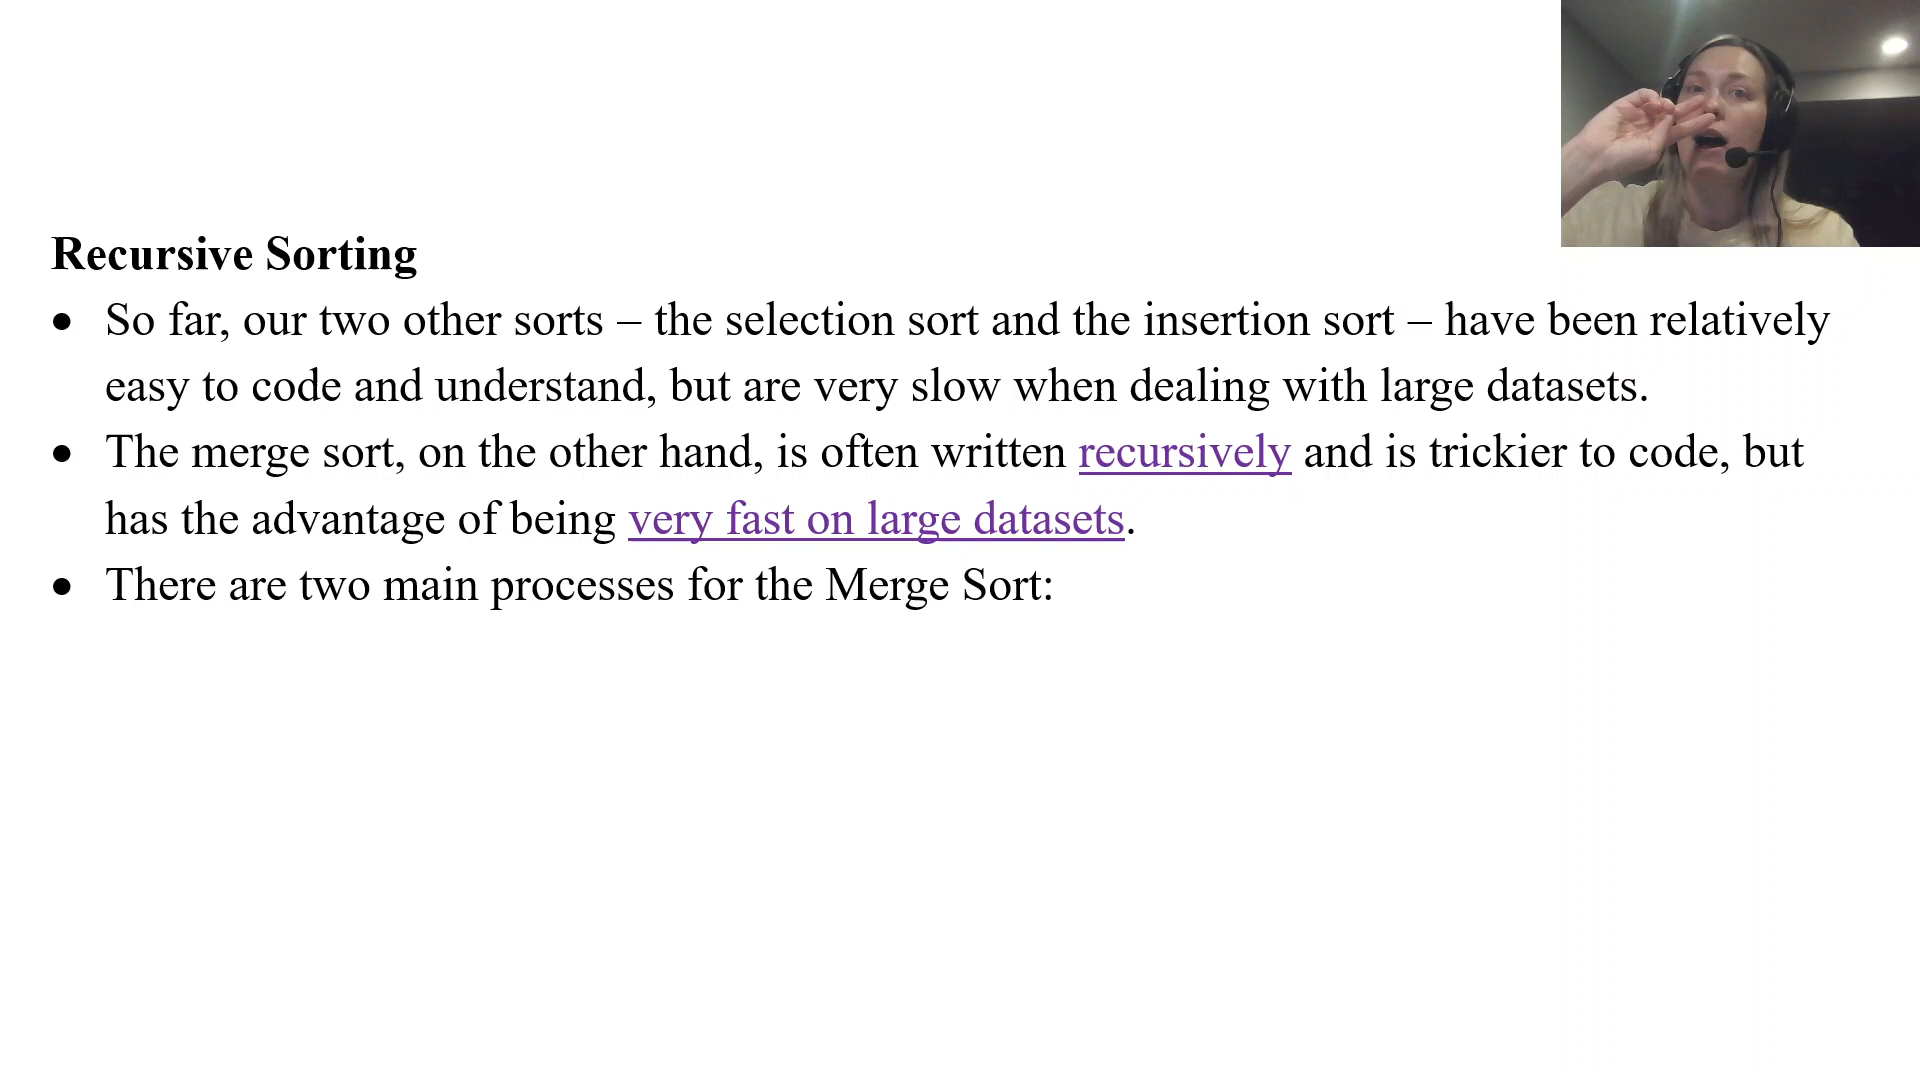 Recursive Sorting
• So far, our two other sorts – the selection sort and the insertion sort – have been relatively
easy to code and understand, but are very slow when dealing with large datasets.
• The merge sort, on the other hand, is often written recursively and is trickier to code, but
has the advantage of being very fast on large datasets.
• There are two main processes for the Merge Sort: